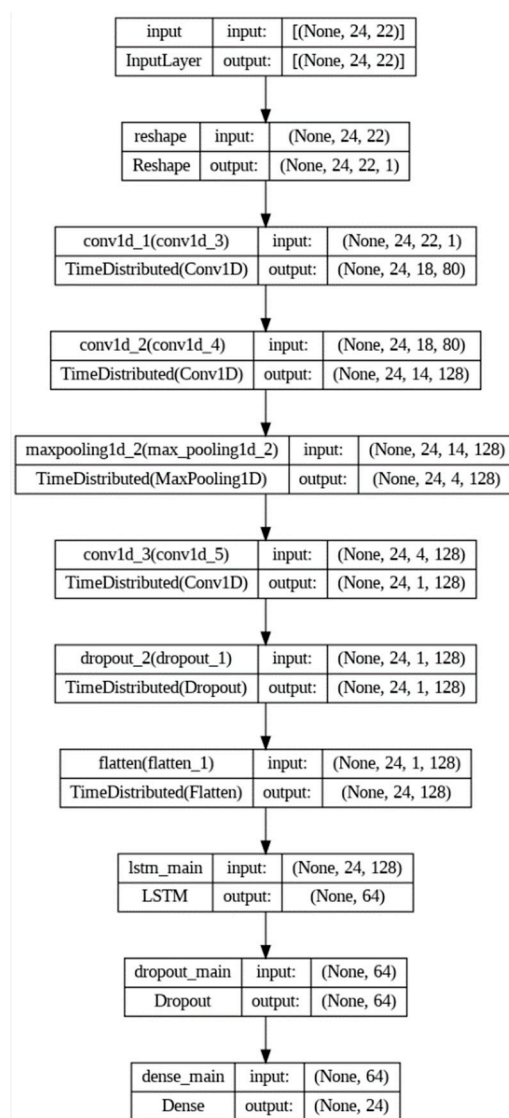 input input: [(None, 24, 22)]
InputLayer output: [(None, 24, 22)]
reshape input: (None, 24, 22)
Reshape output: (None, 24, 22, 1)
conv1d_1(conv1d_3) input: (None, 24, 22, 1)
TimeDistributed(Conv1D) output: (None, 24, 18, 80)
conv1d_2(conv1d_4) input: (None, 24, 18, 80)
TimeDistributed(Conv1D) output: (None, 24, 14, 128)
maxpooling1d_2(max_pooling1d_2) input: (None, 24, 14, 128)
TimeDistributed(MaxPooling1D) output: (None, 24, 4, 128)
conv1d_3(conv1d_5) input: (None, 24, 4, 128)
TimeDistributed(Conv1D) output: (None, 24, 1, 128)
dropout_2(dropout_1) input: (None, 24, 1, 128)
TimeDistributed(Dropout) output: (None, 24, 1, 128)
flatten(flatten_1) input: (None, 24, 1, 128)
TimeDistributed(Flatten) output: (None, 24, 128)
lstm_main input: (None, 24, 128)
LSTM output: (None, 64)
dropout_main input: (None, 64)
Dropout output: (None, 64)
dense_main input: (None, 64)
Dense output: (None, 24)